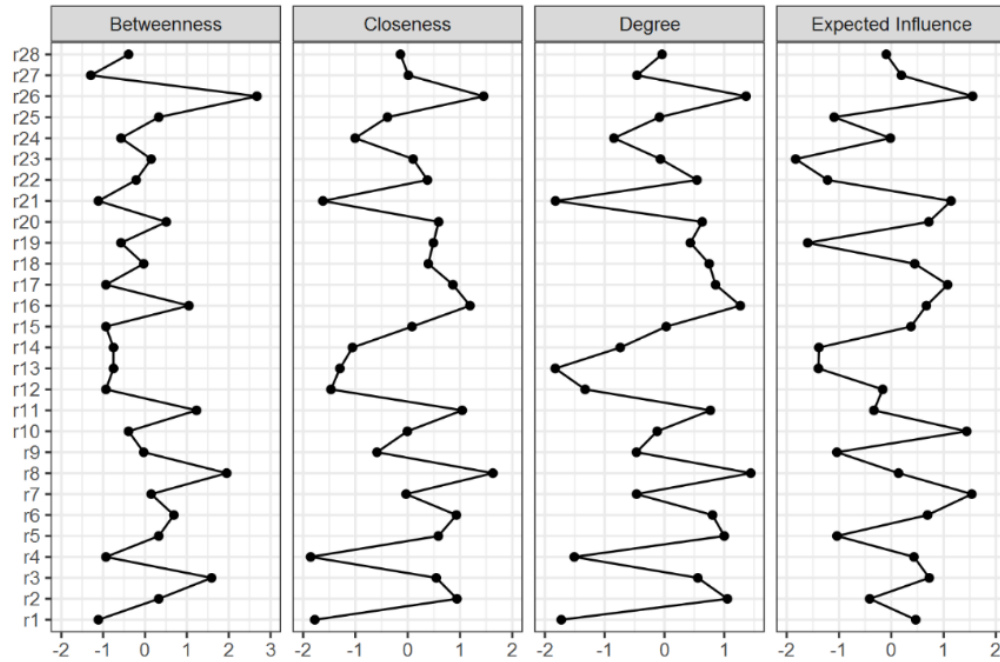 Betweenness Closeness Degree Expected Influence
r28
r27
r26
r25
r24
r23
r22
r21
r20
r19
r18
r17
r16
r15
r14
r13
r12
r11
r10
r9
r8
r7
r6
r5
r4
r3
r2
r1
-2 -1 0 1 2 3 -2 -1 0 1 2 -2 -1 0 1 -2 -1 0 1 2